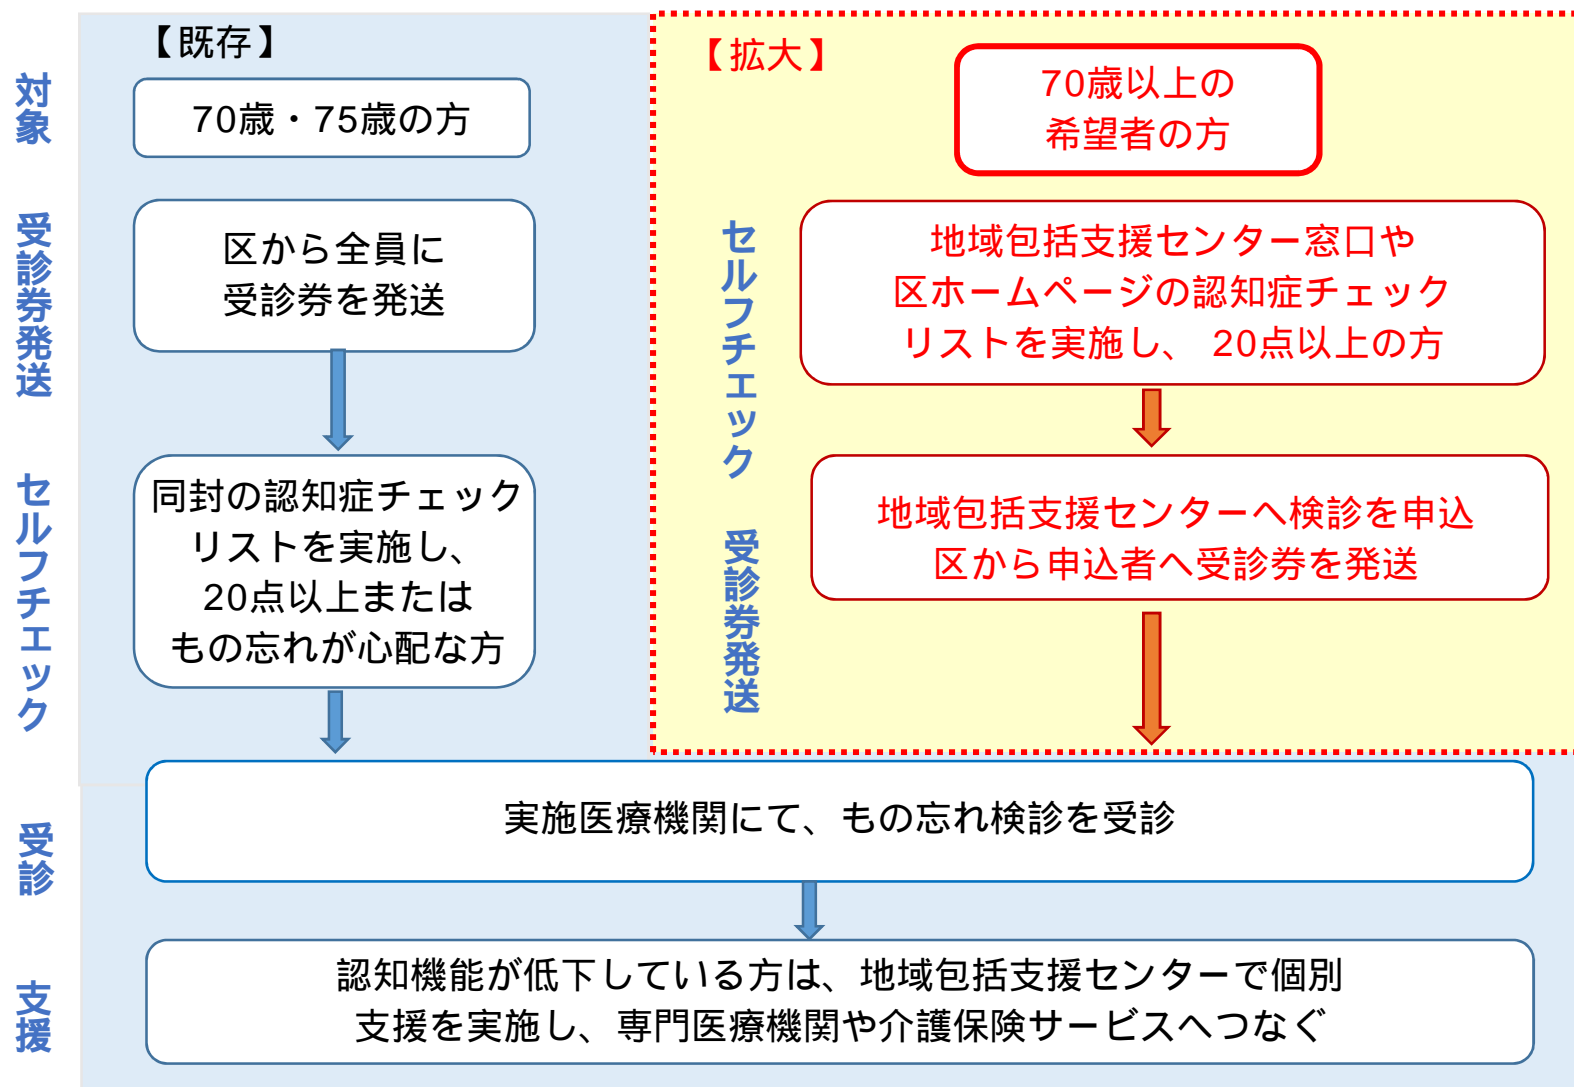 【既存】
対象
70歳・75歳の方
受診券発送
区から全員に
受診券を発送
セルフチェック
同封の認知症チェック
リストを実施し、
20点以上または
もの忘れが心配な方
【拡大】
70歳以上の
希望者の方
セルフチェック
地域包括支援センター窓口や
区ホームページの認知症チェック
リストを実施し、 20点以上の方
受診券発送
地域包括支援センターへ検診を申込
区から申込者へ受診券を発送
受診
実施医療機関にて、もの忘れ検診を受診
支援
認知機能が低下している方は、地域包括支援センターで個別
支援を実施し、専門医療機関や介護保険サービスへつなぐ